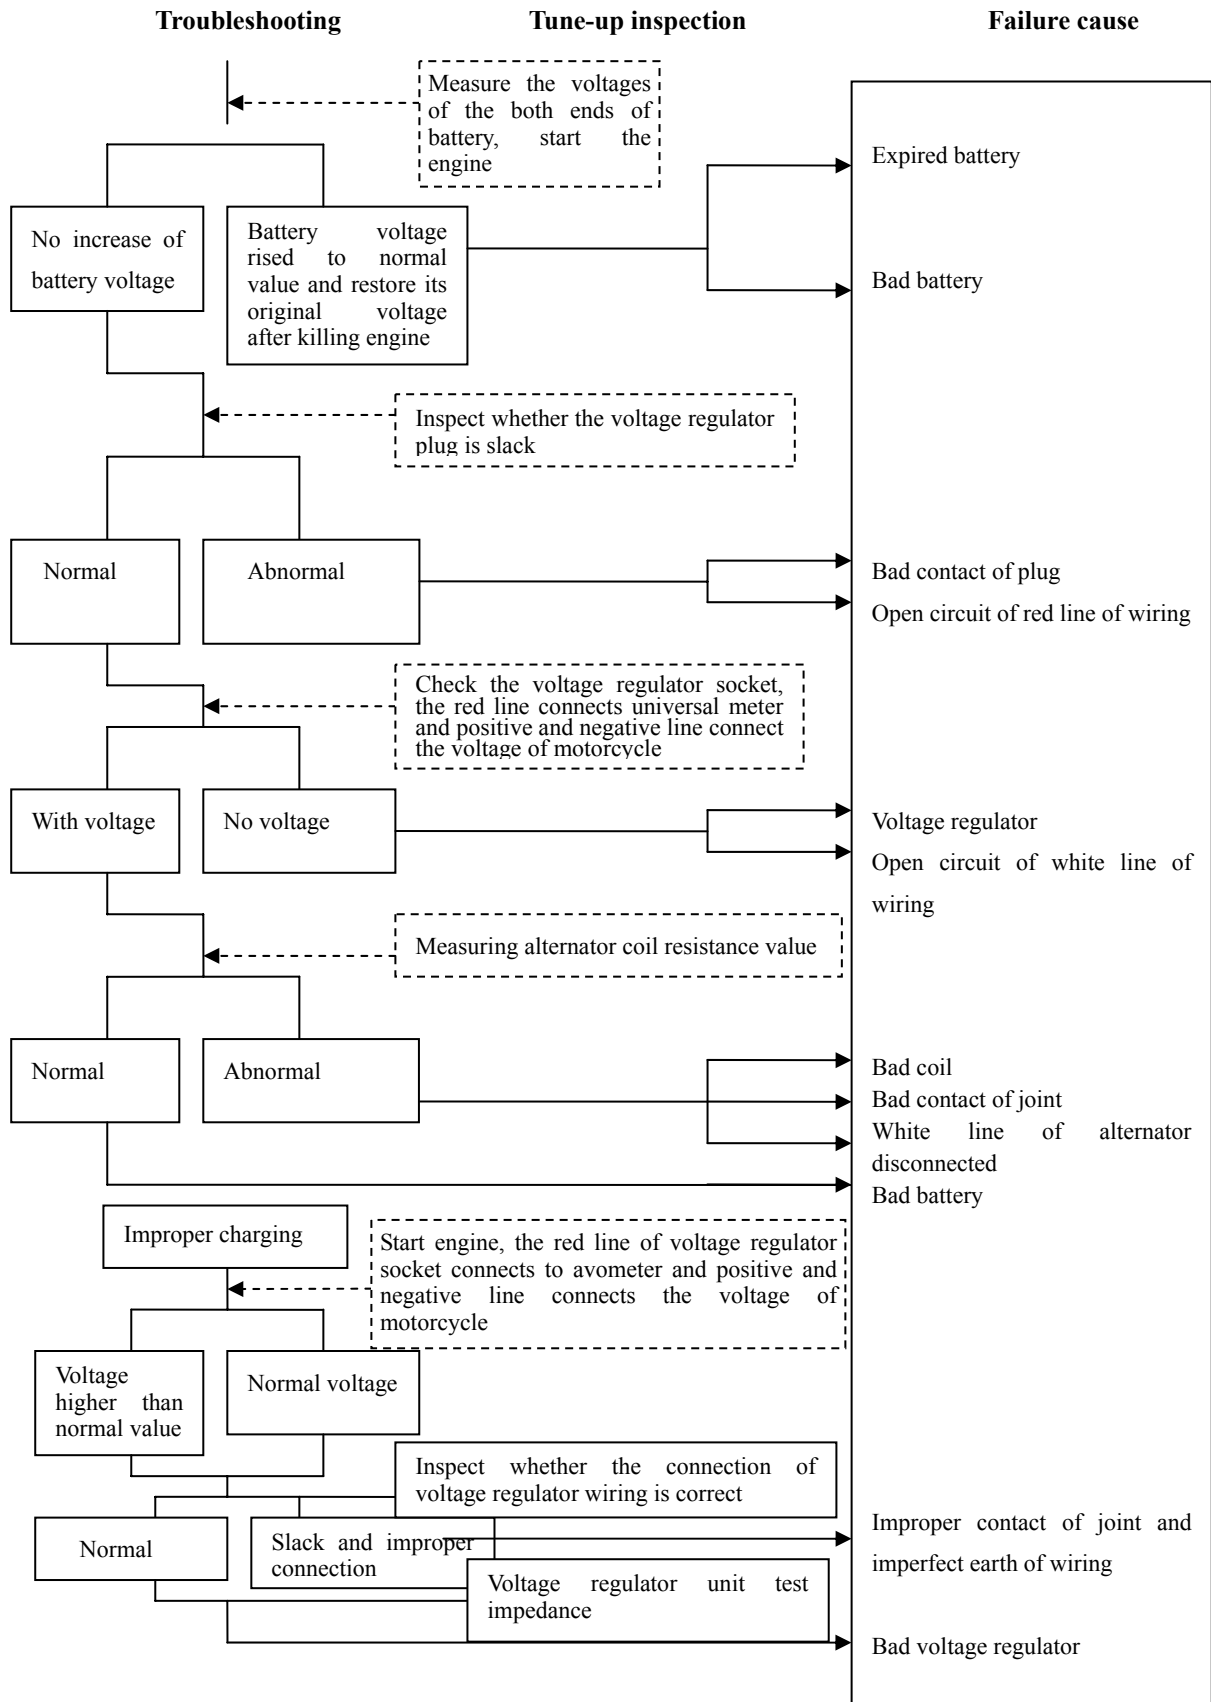 Troubleshooting Tune-up inspection Failure cause
Measure the voltages
of the both ends of
battery, start the
engine
Expired battery
No increase of
battery voltage
Battery voltage
rised to normal
value and restore its
original voltage
after killing engine
Bad battery
Inspect whether the voltage regulator
plug is slack
Normal
Abnormal
Bad contact of plug
Open circuit of red line of wiring
Check the voltage regulator socket,
the red line connects universal meter
and positive and negative line connect
the voltage of motorcycle
With voltage
No voltage
Voltage regulator
Open circuit of white line of
wiring
Measuring alternator coil resistance value
Normal
Abnormal
Bad coil
Bad contact of joint
White line of alternator
disconnected
Bad battery
Improper charging
Start engine, the red line of voltage regulator
socket connects to avometer and positive and
negative line connects the voltage of
motorcycle
Voltage
higher than
normal value
Normal voltage
Inspect whether the connection of
voltage regulator wiring is correct
Normal
Slack and improper
connection
Improper contact of joint and
imperfect earth of wiring
Voltage regulator unit test
impedance
Bad voltage regulator